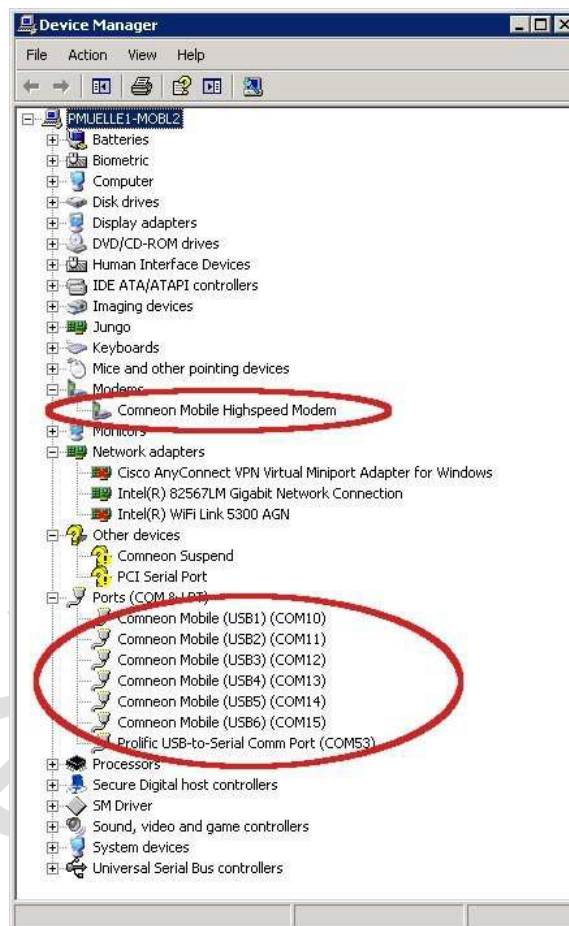 Device Manager
File Action View Help
PMUELLE1-MOBL2
Batteries
Biometric
Computer
Disk drives
Display adapters
DVD/CD-ROM drives
Human Interface Devices
IDE ATA/ATAPI controllers
Imaging devices
Jungo
Keyboards
Mice and other pointing devices
Modems
Comneon Mobile Highspeed Modem
Monitors
Network adapters
Cisco AnyConnect VPN Virtual Miniport Adapter for Windows
Intel(R) 82567LM Gigabit Network Connection
Intel(R) WiFi Link 5300 AGN
Other devices
Comneon Suspend
PCI Serial Port
Ports (COM & LPT)
Comneon Mobile (USB1) (COM10)
Comneon Mobile (USB2) (COM11)
Comneon Mobile (USB3) (COM12)
Comneon Mobile (USB4) (COM13)
Comneon Mobile (USB5) (COM14)
Comneon Mobile (USB6) (COM15)
Prolific USB-to-Serial Comm Port (COM53)
Processors
Secure Digital host controllers
SM Driver
Sound, video and game controllers
System devices
Universal Serial Bus controllers